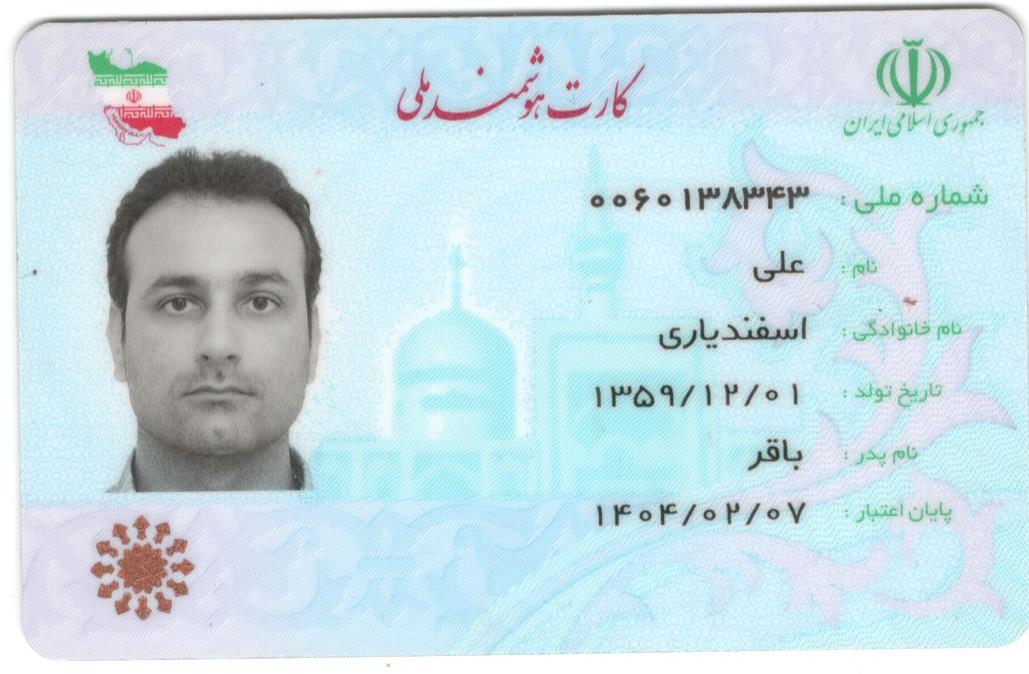 کارت هوشمند ملی
جمهوری اسلامی ایران
شماره ملی : ۰۰۶۰۱۳۸۳۴۳
نام : علی
نام خانوادگی : اسفندیاری
تاریخ تولد : ۱۳۵۹/۱۲/۰۱
نام پدر : باقر
پایان اعتبار : ۱۴۰۴/۰۲/۰۷